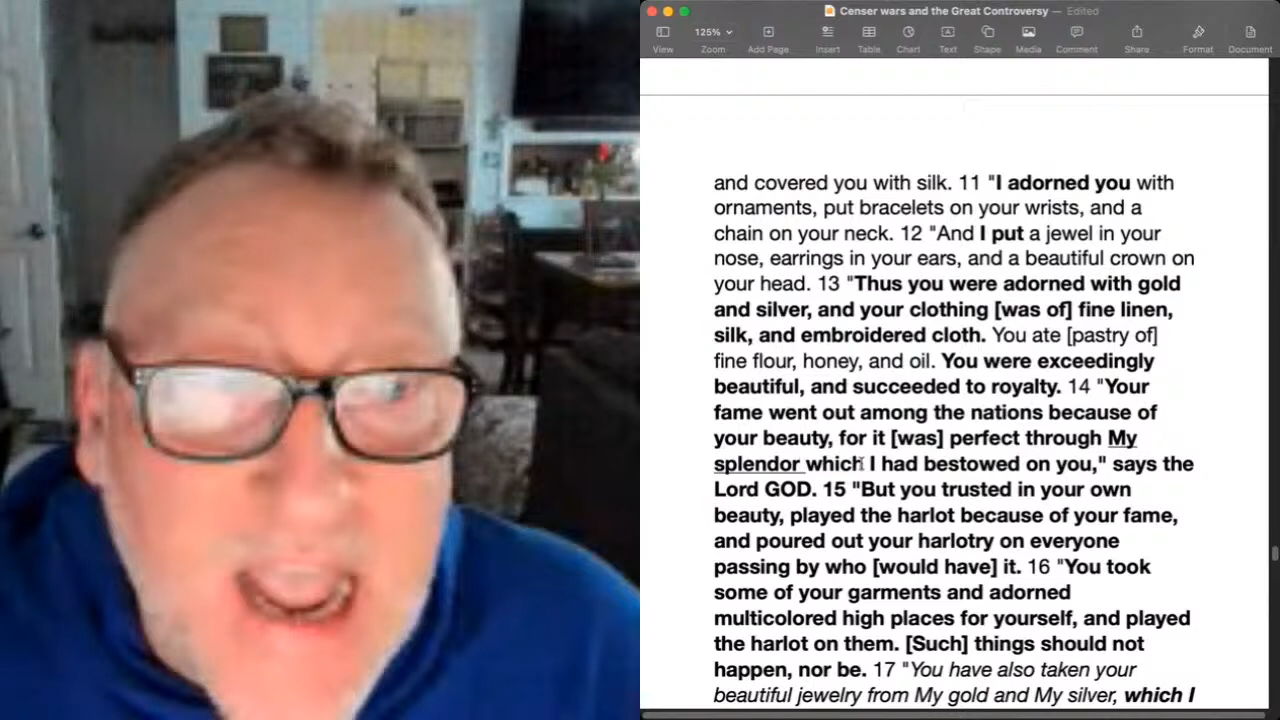 Censer wars and the Great Controversy — Edited
125%
View Zoom Add Page Insert Table Chart Text Shape Media Comment Share Format Document
and covered you with silk. 11 "I adorned you with
ornaments, put bracelets on your wrists, and a
chain on your neck. 12 "And I put a jewel in your
nose, earrings in your ears, and a beautiful crown on
your head. 13 "Thus you were adorned with gold
and silver, and your clothing [was of] fine linen,
silk, and embroidered cloth. You ate [pastry of]
fine flour, honey, and oil. You were exceedingly
beautiful, and succeeded to royalty. 14 "Your
fame went out among the nations because of
your beauty, for it [was] perfect through My
splendor which I had bestowed on you," says the
Lord GOD. 15 "But you trusted in your own
beauty, played the harlot because of your fame,
and poured out your harlotry on everyone
passing by who [would have] it. 16 "You took
some of your garments and adorned
multicolored high places for yourself, and played
the harlot on them. [Such] things should not
happen, nor be. 17 "You have also taken your
beautiful jewelry from My gold and My silver, which I